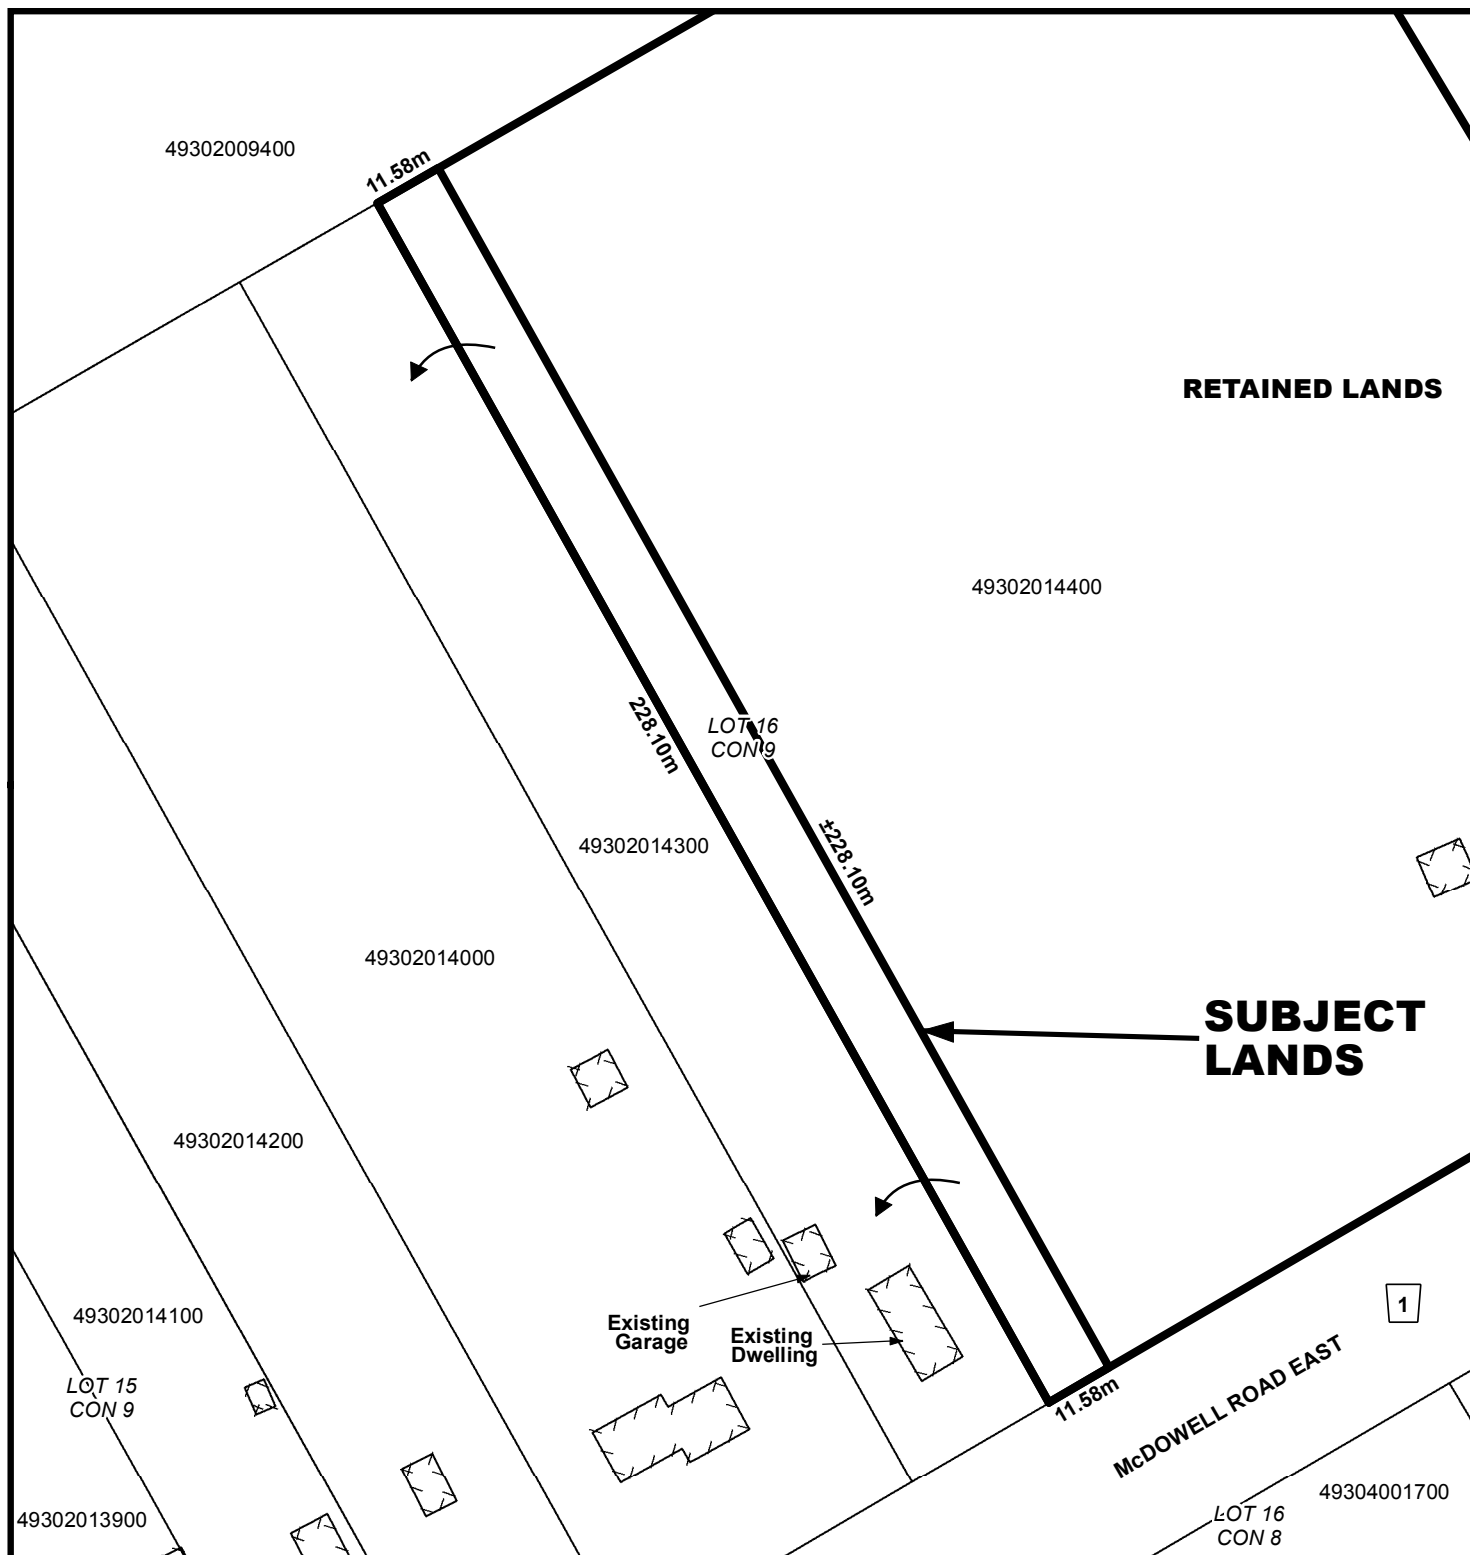 49302009400
11.58m
RETAINED LANDS
49302014400
228.10m
LOT 16
CON 9
±228.10m
49302014300
49302014000
SUBJECT
LANDS
49302014200
Existing
Garage
Existing
Dwelling
49302014100
1
LOT 15
CON 9
11.58m
McDOWELL ROAD EAST
49302013900
49304001700
LOT 16
CON 8